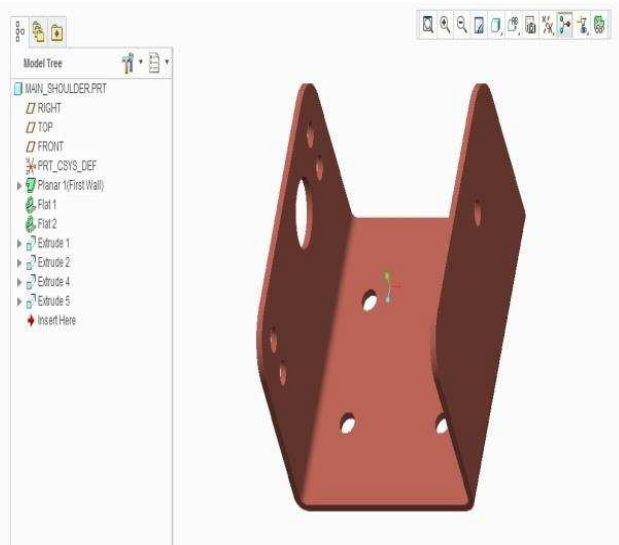 Model Tree
MAIN_SHOULDER.PRT
RIGHT
TOP
FRONT
PRT_CSYS_DEF
Planar 1(First Wall)
Flat 1
Flat 2
Extrude 1
Extrude 2
Extrude 4
Extrude 5
Insert Here